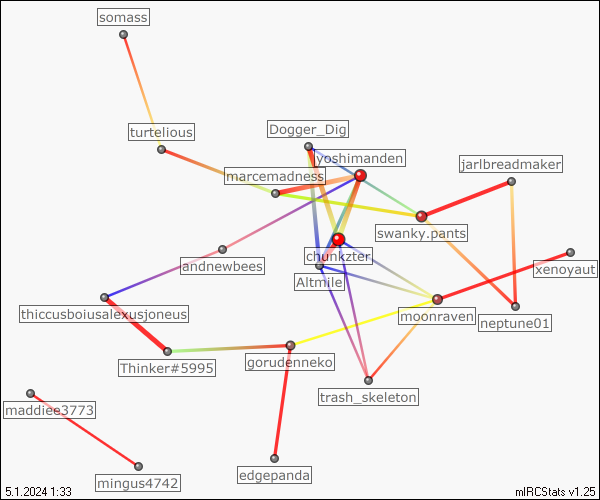 somass
turtelious
Dogger_Dig
yoshimanden
marcemadness
jarlbreadmaker
swanky.pants
chunkzter
andnewbees
xenoyaut
Altmile
thiccusboiusalexusjoneus
moonraven
neptune01
Thinker#5995
gorudenneko
trash_skeleton
maddiee3773
edgepanda
mingus4742
5.1.2024 1:33
mIRCStats v1.25